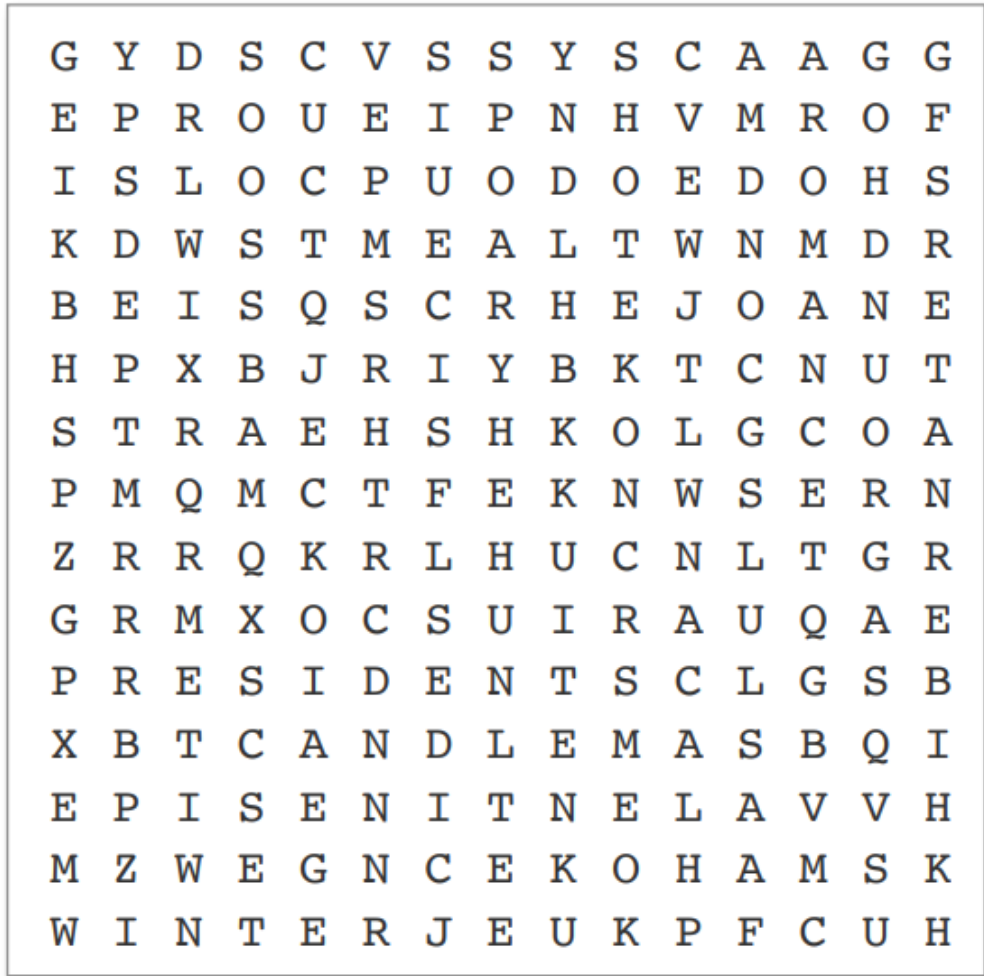 G Y D S C V S S Y S C A A G G
E P R O U E I P N H V M R O F
I S L O C P U O D O E D O H S
K D W S T M E A L T W N M D R
B E I S Q S C R H E J O A N E
H P X B J R I Y B K T C N U T
S T R A E H S H K O L G C O A
P M Q M C T F E K N W S E R N
Z R R Q K R L H U C N L T G R
G R M X O C S U I R A U Q A E
P R E S I D E N T S C L G S B
X B T C A N D L E M A S B Q I
E P I S E N I T N E L A V V H
M Z W E G N C E K O H A M S K
W I N T E R J E U K P F C U H